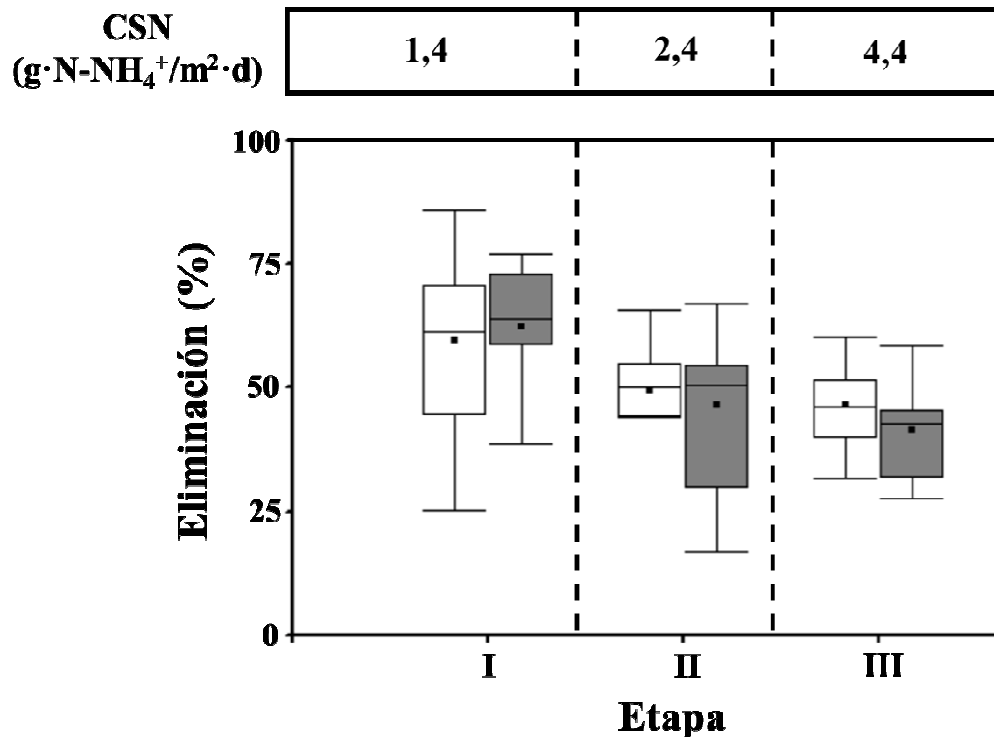 CSN
(g·N-NH₄⁺/m²·d)
1,4 2,4 4,4
100
75
50
25
0
Eliminación (%)
I II III
Etapa